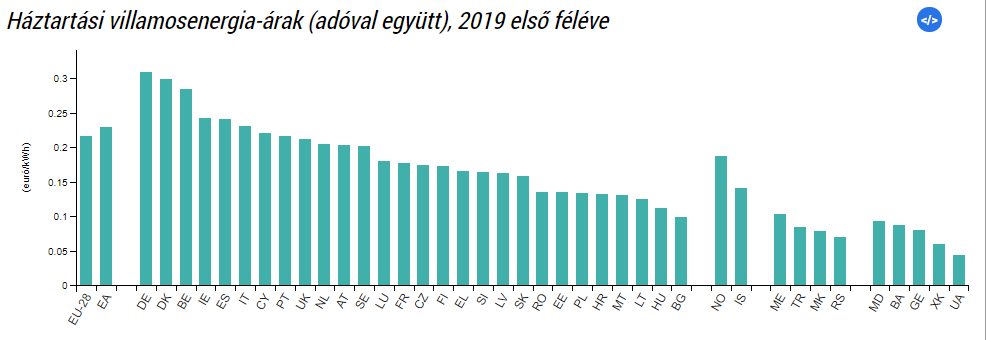 Háztartási villamosenergia-árak (adóval együtt), 2019 első féléve
</>
(euró/kWh)
0.3
0.25
0.2
0.15
0.1
0.05
0
EU-28 EA DE DK BE IE ES IT CY PT UK NL AT SE LU FR CZ FI EL SI LV SK RO EE PL HR MT LT HU BG NO IS ME TR MK RS MD BA GE XK UA